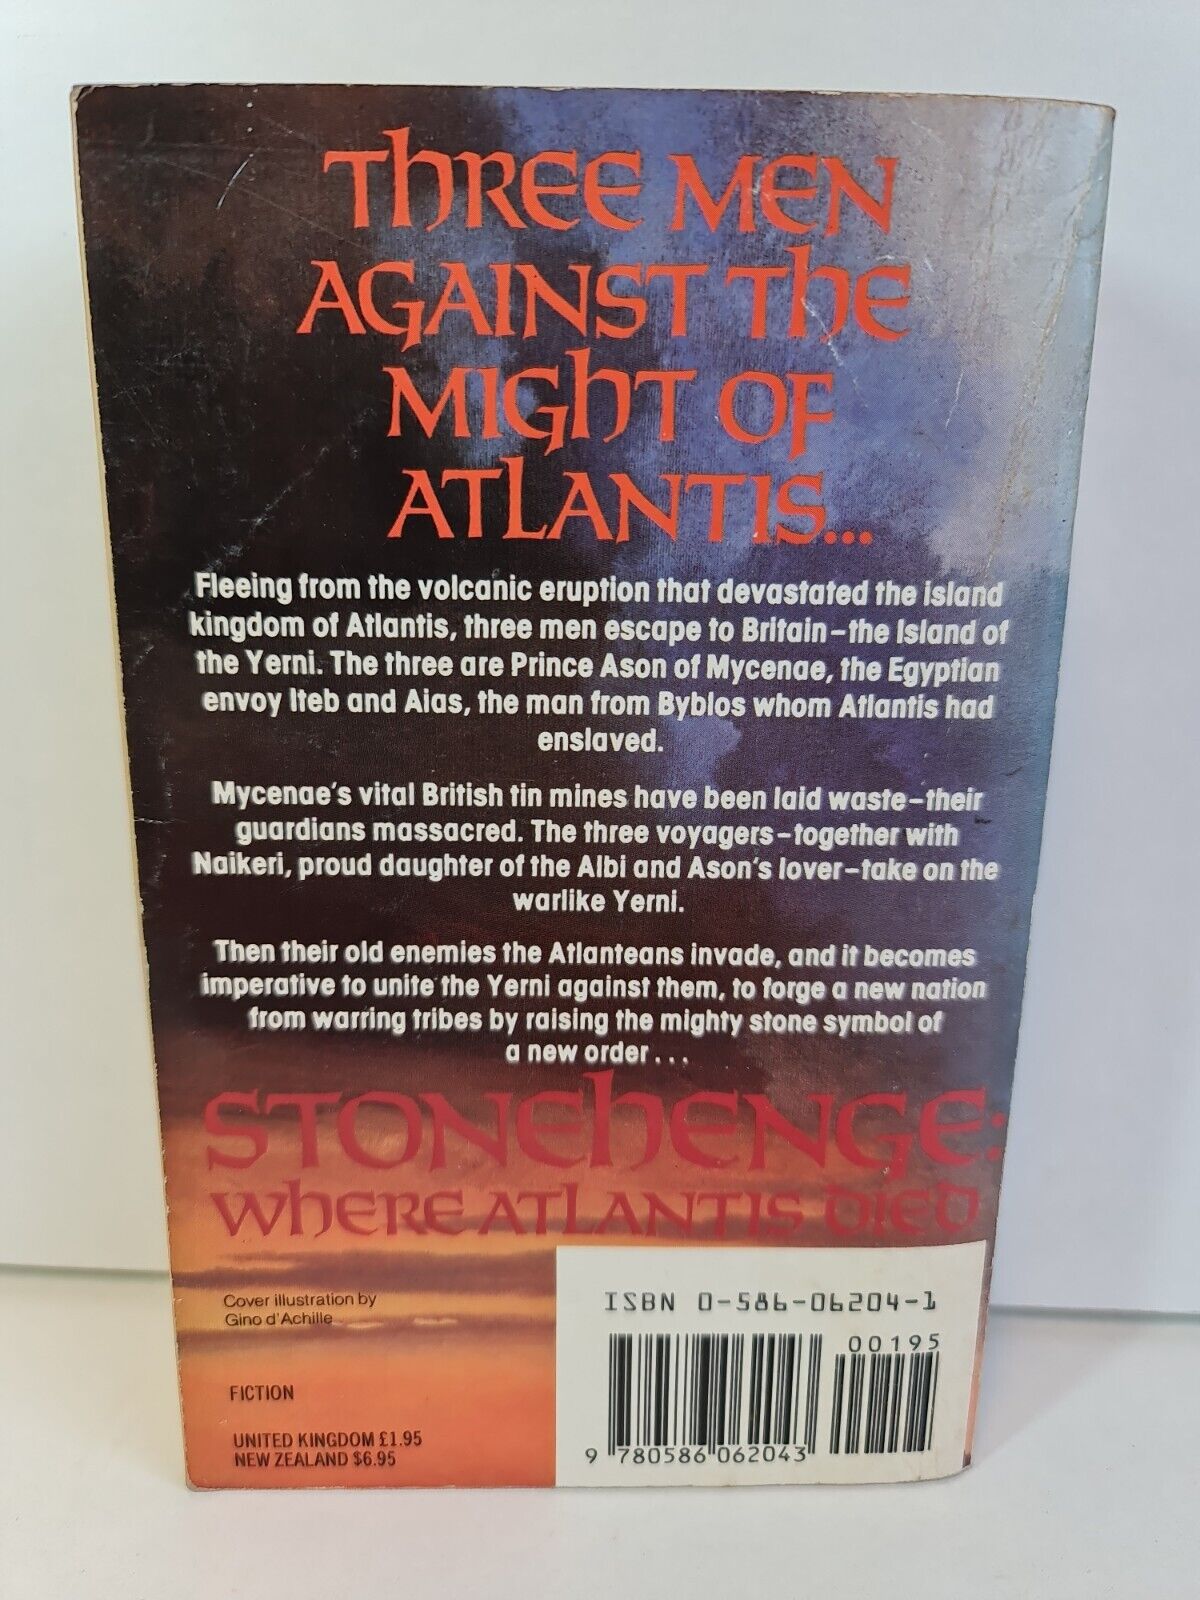 THREE MEN
AGAINST THE
MIGHT OF
ATLANTIS...
Fleeing from the volcanic eruption that devastated the island
kingdom of Atlantis, three men escape to Britain–the Island of
the Yerni. The three are Prince Ason of Mycenae, the Egyptian
envoy Iteb and Aias, the man from Byblos whom Atlantis had
enslaved.
Mycenae's vital British tin mines have been laid waste–their
guardians massacred. The three voyagers–together with
Naikeri, proud daughter of the Albi and Ason's lover–take on the
warlike Yerni.
Then their old enemies the Atlanteans invade, and it becomes
imperative to unite the Yerni against them, to forge a new nation
from warring tribes by raising the mighty stone symbol of
a new order . . .
STONEHENGE:
WHERE ATLANTIS DIED
Cover illustration by
Gino d'Achille
FICTION
UNITED KINGDOM £1.95
NEW ZEALAND $6.95
ISBN 0-586-06204-1
00195
9 780586 062043